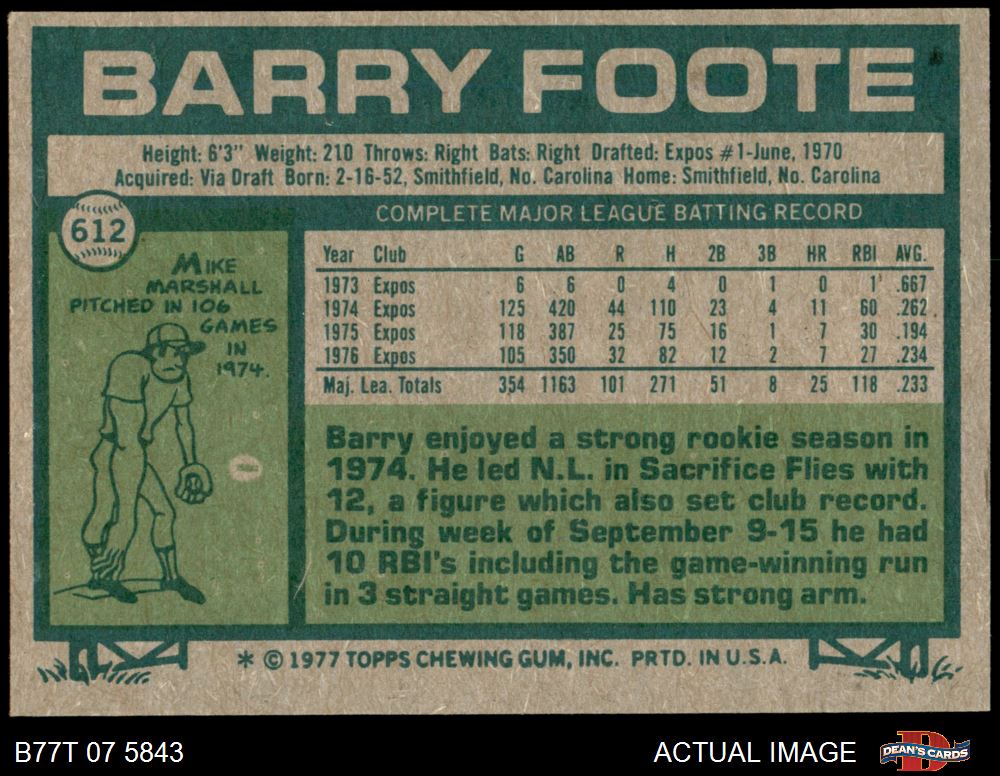 BARRY FOOTE
Height: 6'3" Weight: 210 Throws: Right Bats: Right Drafted: Expos #1-June, 1970
Acquired: Via Draft Born: 2-16-52, Smithfield, No. Carolina Home: Smithfield, No. Carolina
612
COMPLETE MAJOR LEAGUE BATTING RECORD
MIKE
MARSHALL
PITCHED IN 106
GAMES
IN
1974.
Year Club G AB R H 2B 3B HR RBI AVG.
1973 Expos 6 6 0 4 0 1 0 1 .667
1974 Expos 125 420 44 110 23 4 11 60 .262
1975 Expos 118 387 25 75 16 1 7 30 .194
1976 Expos 105 350 32 82 12 2 7 27 .234
Maj. Lea. Totals 354 1163 101 271 51 8 25 118 .233
Barry enjoyed a strong rookie season in
1974. He led N.L. in Sacrifice Flies with
12, a figure which also set club record.
During week of September 9-15 he had
10 RBI's including the game-winning run
in 3 straight games. Has strong arm.
* © 1977 TOPPS CHEWING GUM, INC. PRTD. IN U.S.A.
B77T 07 5843
ACTUAL IMAGE
DEAN'S CARDS